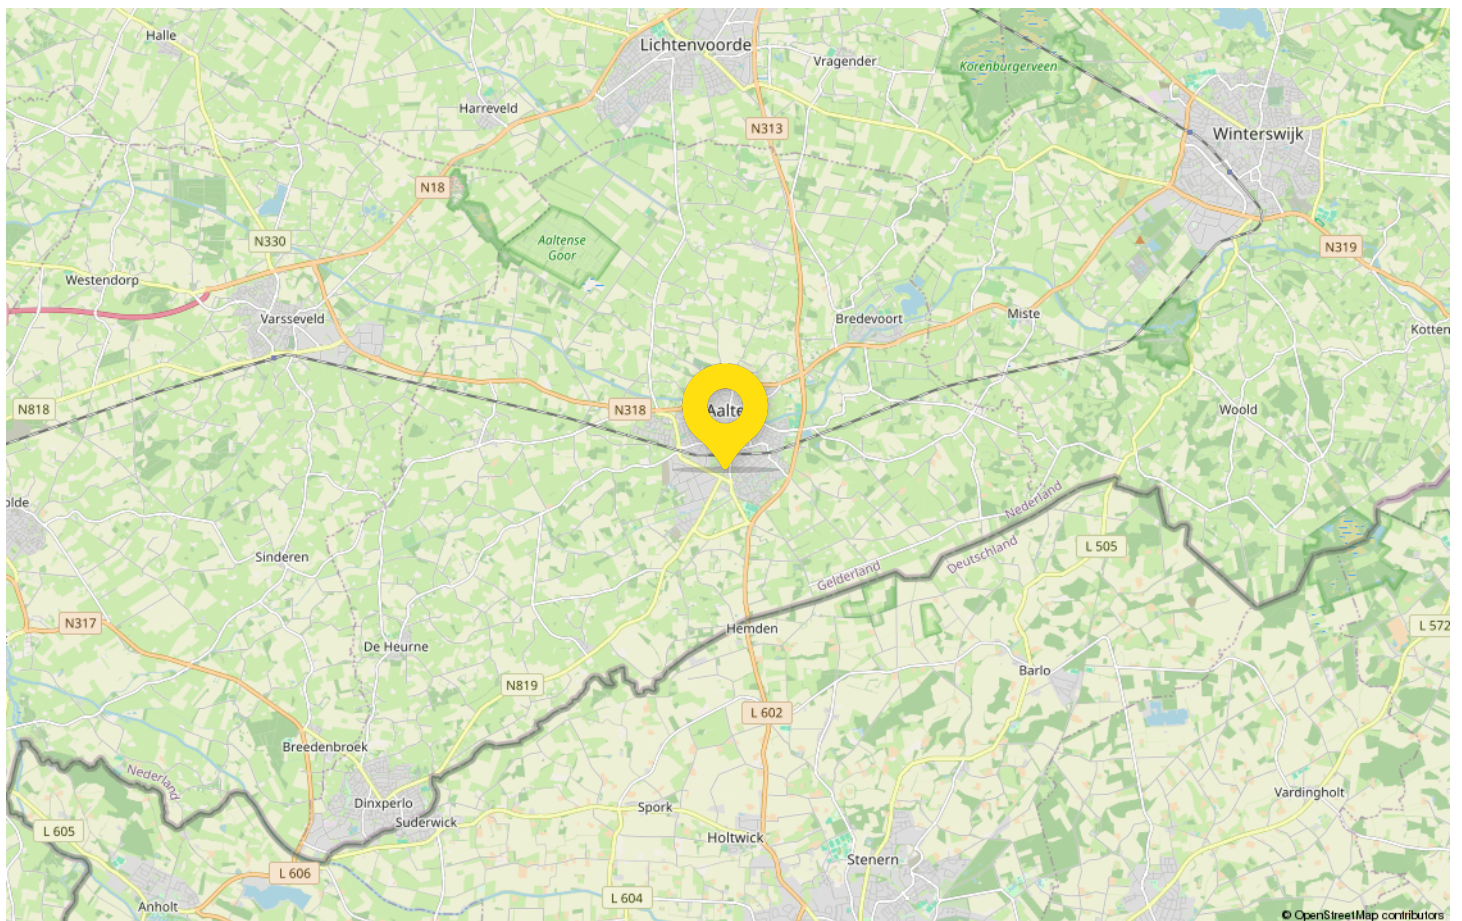 Halle
Lichtenvoorde
Vragender
Korenburgerveen
Harreveld
N313
Winterswijk
N18
N330
Aaltense
Goor
N319
Westendorp
Varsseveld
Bredevoort
Miste
Kotten
N818
N318
Aalte
Woold
olde
Nederland
Deutschland
L 505
Sinderen
Gelderland
N317
Hemden
L 572
De Heurne
Barlo
N819
L 602
Breedenbroek
Nederland
Dinxperlo
Suderwick
Spork
Vardingholt
L 605
Holtwick
Stenern
L 606
L 604
Anholt
© OpenStreetMap contributors